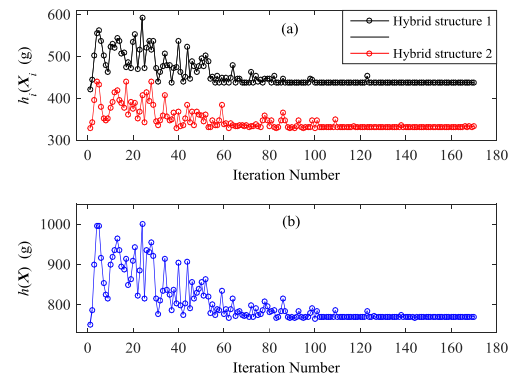 (a)
Hybrid structure 1
Hybrid structure 2
600
500
400
300
h_i(X_i (g)
0 20 40 60 80 100 120 140 160 180
Iteration Number
(b)
1000
900
800
h(X) (g)
0 20 40 60 80 100 120 140 160 180
Iteration Number